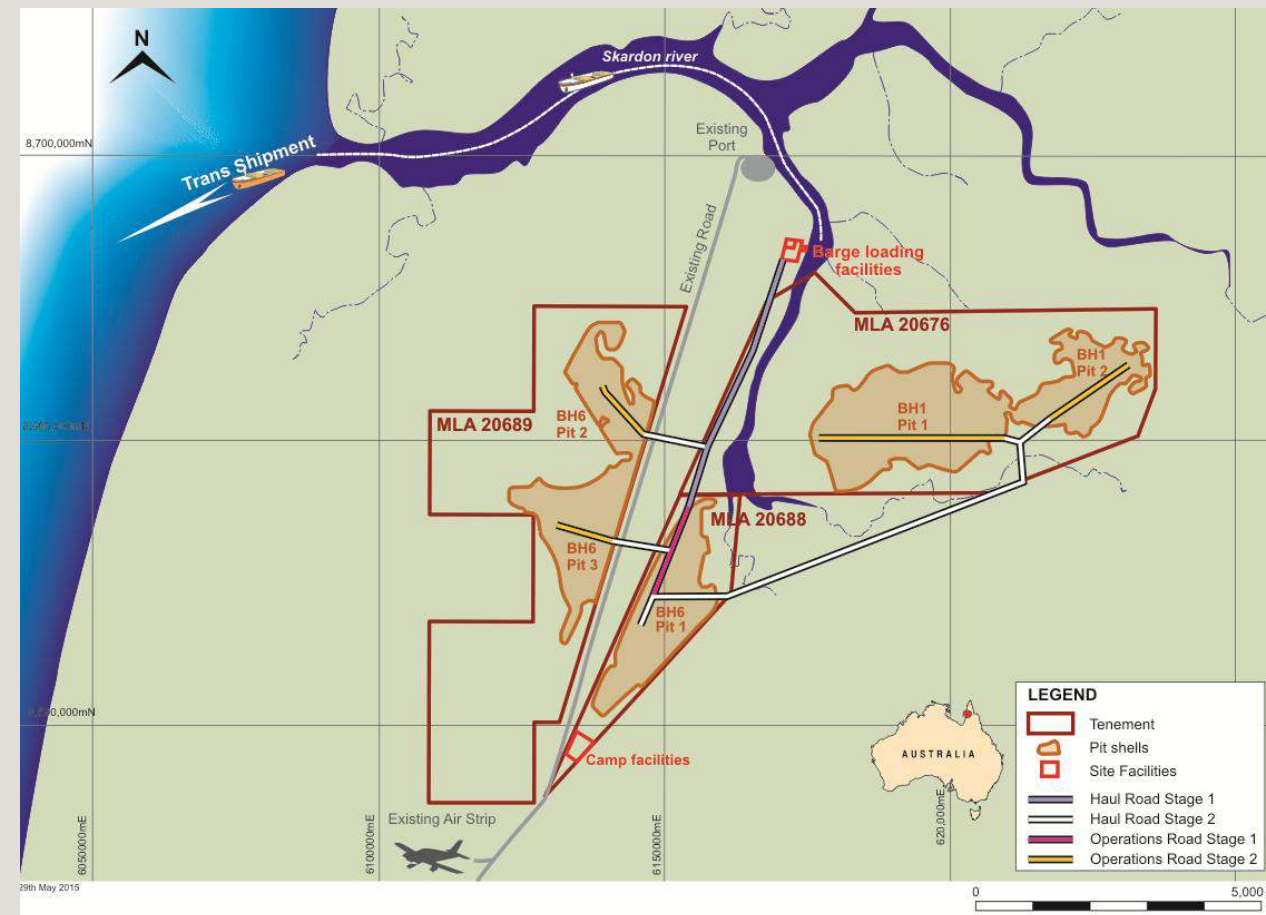 N
Skardon river
8,700,000mN
Trans Shipment
Existing
Port
Existing Road
Barge loading
facilities
MLA 20676
BH1
Pit 2
BH1
Pit 1
BH6
Pit 2
MLA 20689
MLA 20688
BH6
Pit 3
BH6
Pit 1
Camp facilities
Existing Air Strip
6050000mE
6100000mE
6150000mE
620,000mE
AUSTRALIA
LEGEND
Tenement
Pit shells
Site Facilities
Haul Road Stage 1
Haul Road Stage 2
Operations Road Stage 1
Operations Road Stage 2
29th May 2015
0
5,000